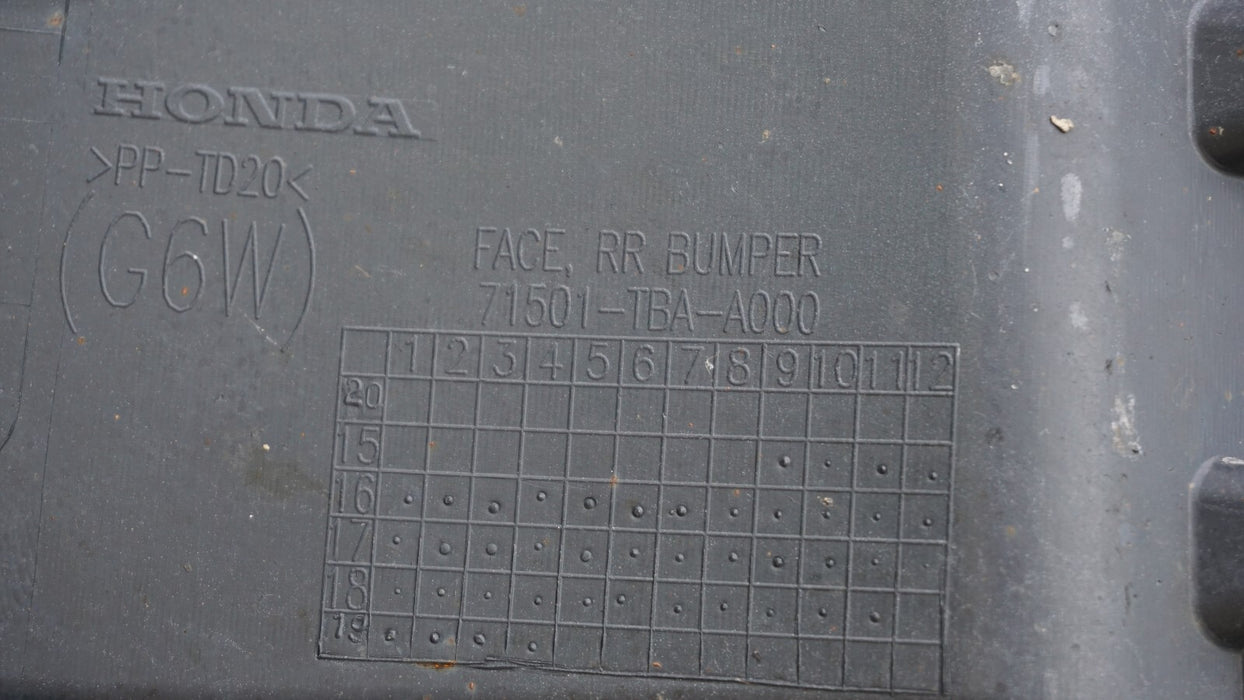 HONDA
>PP-TD20<
(G6W)
FACE, RR BUMPER
71501-TBA-A000
1 2 3 4 5 6 7 8 9 10 11 12
20
15
16
17
18
19